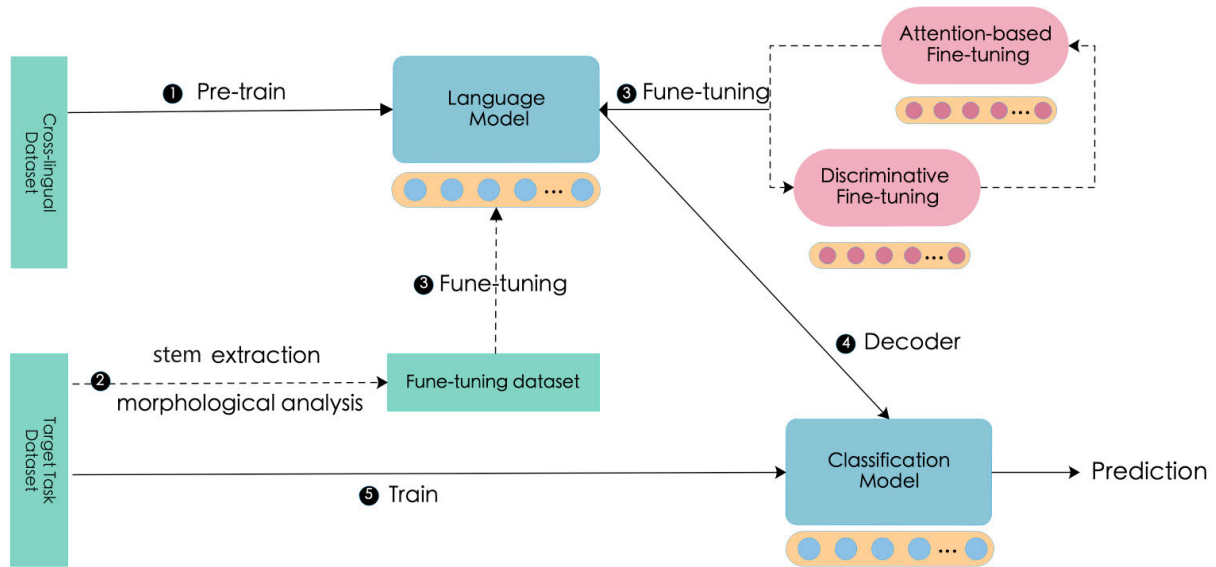 Cross-lingual
Dataset
❶ Pre-train
Language
Model
❸ Fune-tuning
Attention-based
Fine-tuning
Discriminative
Fine-tuning
❸ Fune-tuning
Target Task
Dataset
stem extraction
❷
morphological analysis
Fune-tuning dataset
❹ Decoder
❺ Train
Classification
Model
Prediction